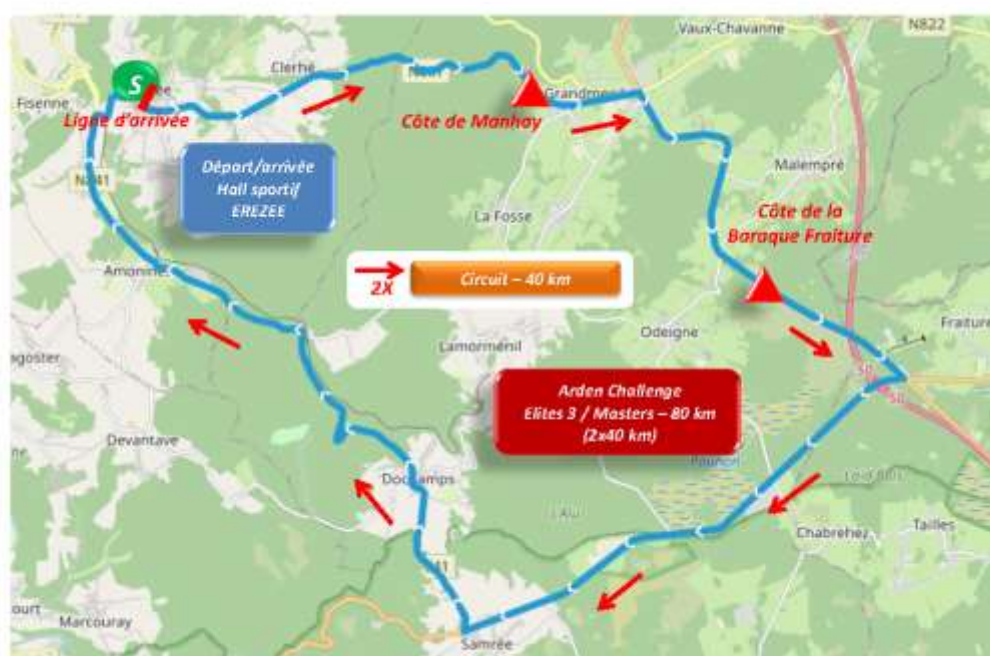 Vaux-Chavanne
N822
Clerhé
S
Fisenne
Grandmenil
Ligne d'arrivée
Côte de Manhay
Départ/arrivée
Hall sportif
EREZEE
Malempré
La Fosse
Côte de la
Baraque Fraiture
Amonines
2X
Circuit – 40 km
Odeigne
Fraiture
Lamorménil
Arden Challenge
Elites 3 / Masters – 80 km
(2x40 km)
Devantave
Dochamps
Chabrehez
Tailles
Marcouray
Samrée